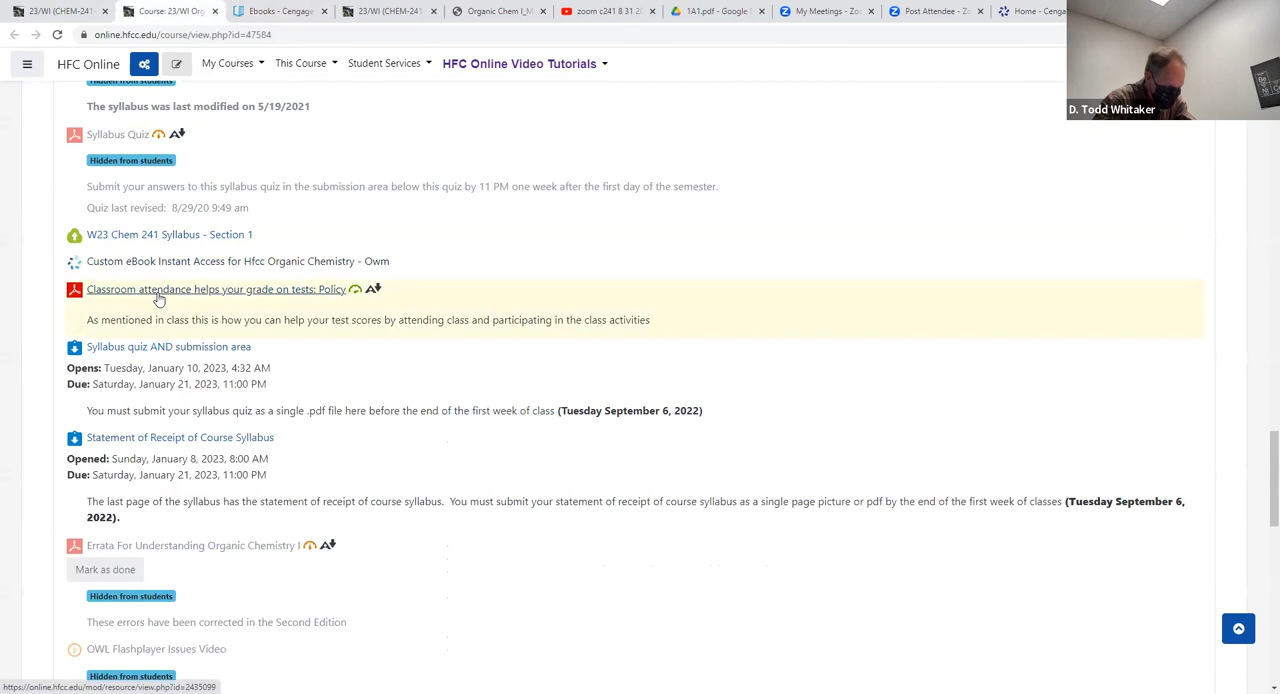 23/WI (CHEM-241-
Course: 23/WI Org
Ebooks - Cengage
23/WI (CHEM-241-
Organic Chem I_M
zoom c241 8 31 20
1A1.pdf - Google
My Meetings - Zoo
Post Attendee - Zo
Home - Cenga
online.hfcc.edu/course/view.php?id=47584
HFC Online
My Courses
This Course
Student Services
HFC Online Video Tutorials
D. Todd Whitaker
Be
Ni
Hidden from students
The syllabus was last modified on 5/19/2021
Syllabus Quiz
Hidden from students
Submit your answers to this syllabus quiz in the submission area below this quiz by 11 PM one week after the first day of the semester.
Quiz last revised: 8/29/20 9:49 am
W23 Chem 241 Syllabus - Section 1
Custom eBook Instant Access for Hfcc Organic Chemistry - Owm
Classroom attendance helps your grade on tests: Policy
As mentioned in class this is how you can help your test scores by attending class and participating in the class activities
Syllabus quiz AND submission area
Opens: Tuesday, January 10, 2023, 4:32 AM
Due: Saturday, January 21, 2023, 11:00 PM
You must submit your syllabus quiz as a single .pdf file here before the end of the first week of class (Tuesday September 6, 2022)
Statement of Receipt of Course Syllabus
Opened: Sunday, January 8, 2023, 8:00 AM
Due: Saturday, January 21, 2023, 11:00 PM
The last page of the syllabus has the statement of receipt of course syllabus. You must submit your statement of receipt of course syllabus as a single page picture or pdf by the end of the first week of classes (Tuesday September 6,
2022).
Errata For Understanding Organic Chemistry I
Mark as done
Hidden from students
These errors have been corrected in the Second Edition
OWL Flashplayer Issues Video
Hidden from students
https://online.hfcc.edu/mod/resource/view.php?id=2435099